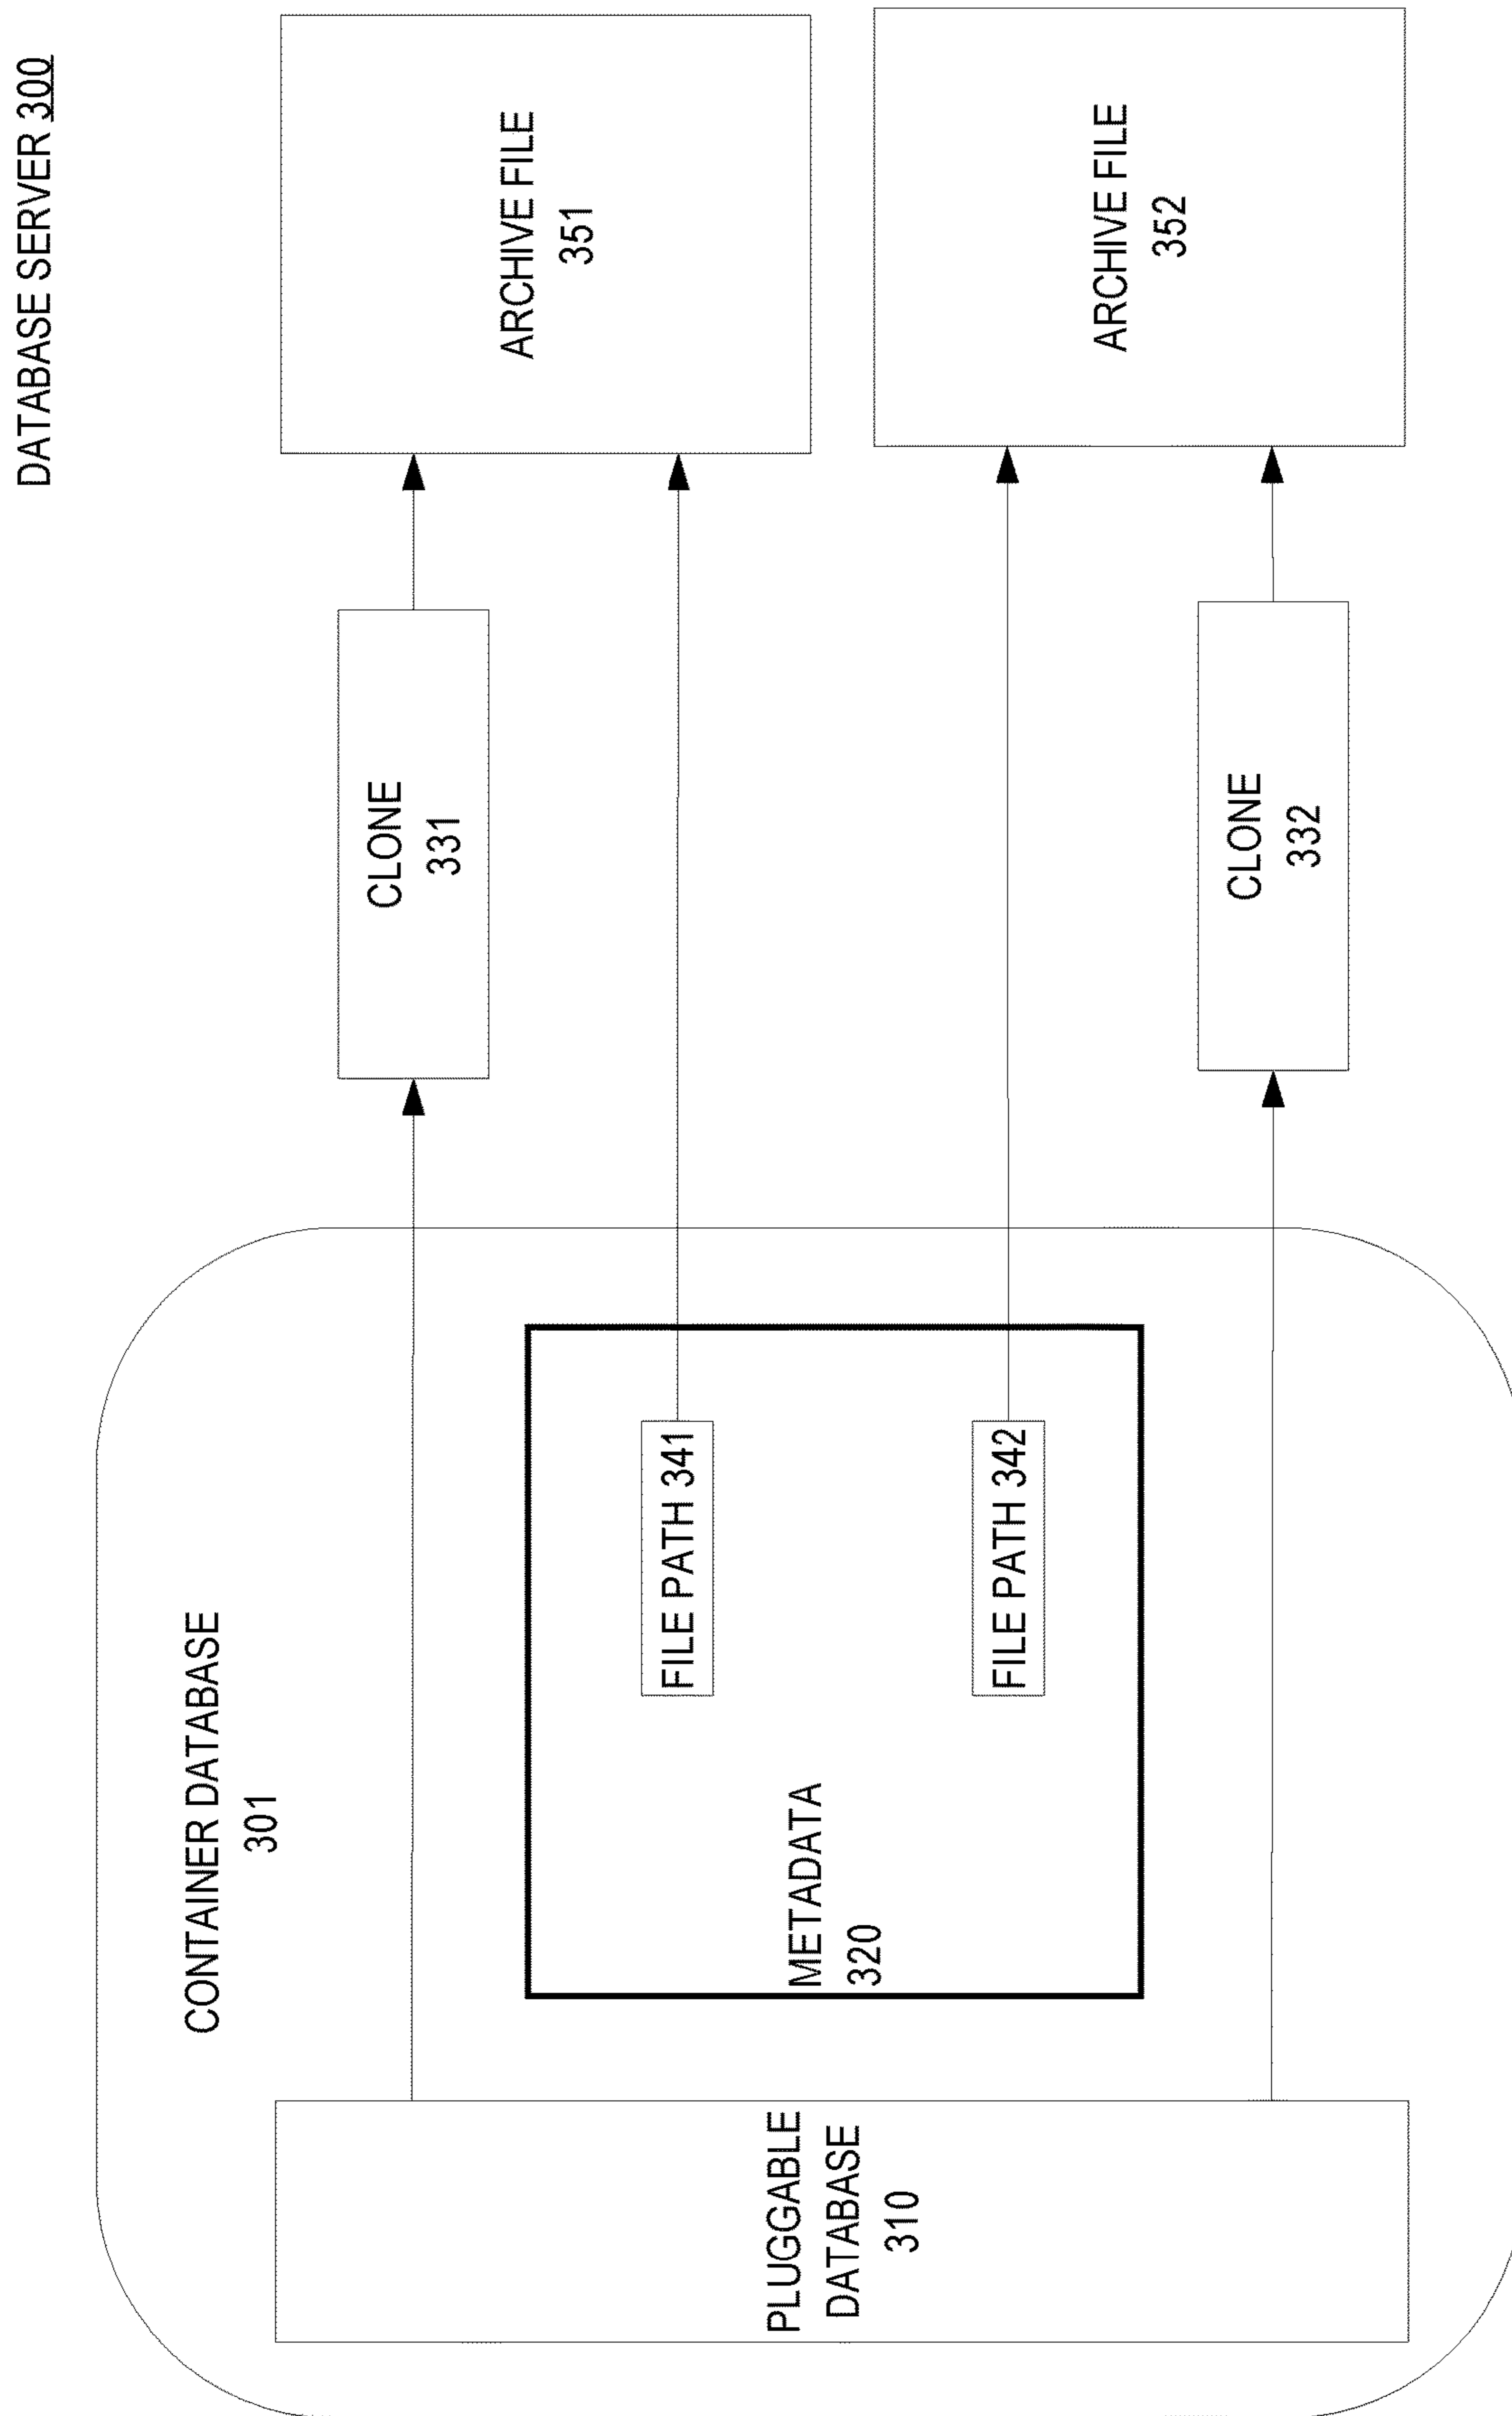 DATABASE SERVER 300
CONTAINER DATABASE
301
PLUGGABLE
DATABASE
310
METADATA
320
FILE PATH 341
FILE PATH 342
CLONE
331
CLONE
332
ARCHIVE FILE
351
ARCHIVE FILE
352